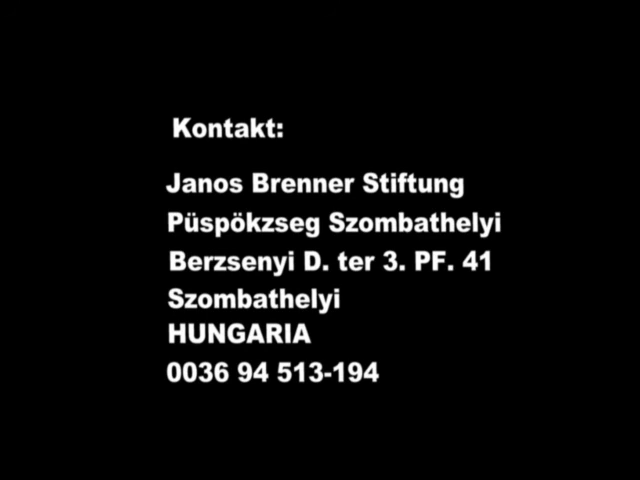 Kontakt:
Janos Brenner Stiftung
Püspökzseg Szombathelyi
Berzsenyi D. ter 3. PF. 41
Szombathelyi
HUNGARIA
0036 94 513-194